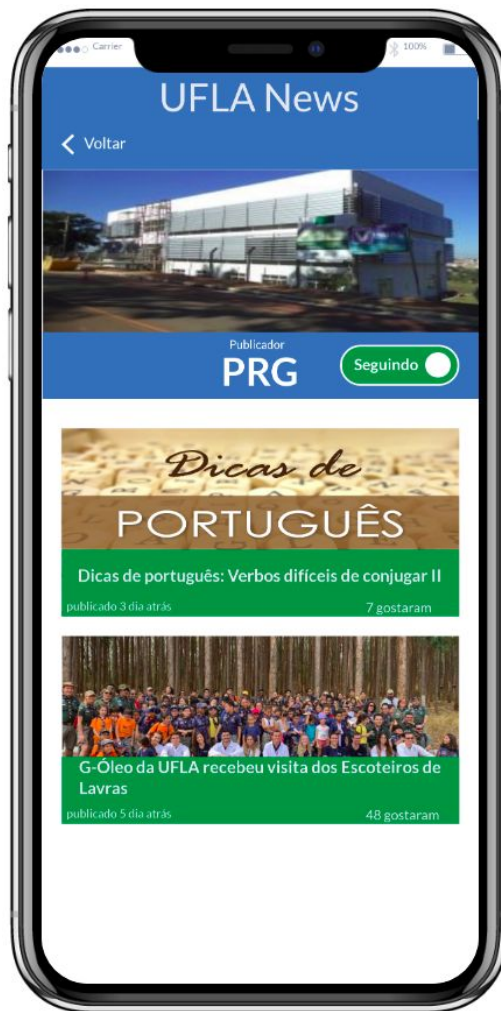 Carrier
100%
UFLA News
Voltar
Publicador
PRG
Seguindo
Dicas de
PORTUGUÊS
Dicas de português: Verbos difíceis de conjugar II
publicado 3 dia atrás
7 gostaram
G-Óleo da UFLA recebeu visita dos Escoteiros de
Lavras
publicado 5 dia atrás
48 gostaram